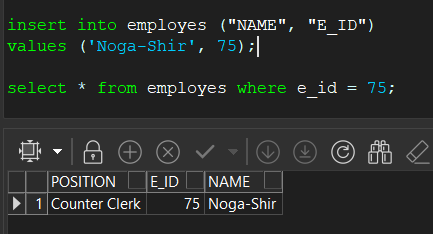 insert into employes ("NAME", "E_ID")
values ('Noga-Shir', 75);
select * from employes where e_id = 75;
POSITION E_ID NAME
1 Counter Clerk 75 Noga-Shir